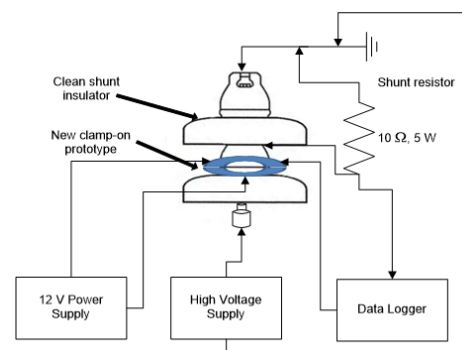 Clean shunt
insulator
New clamp-on
prototype
Shunt resistor
10 Ω, 5 W
12 V Power
Supply
High Voltage
Supply
Data Logger